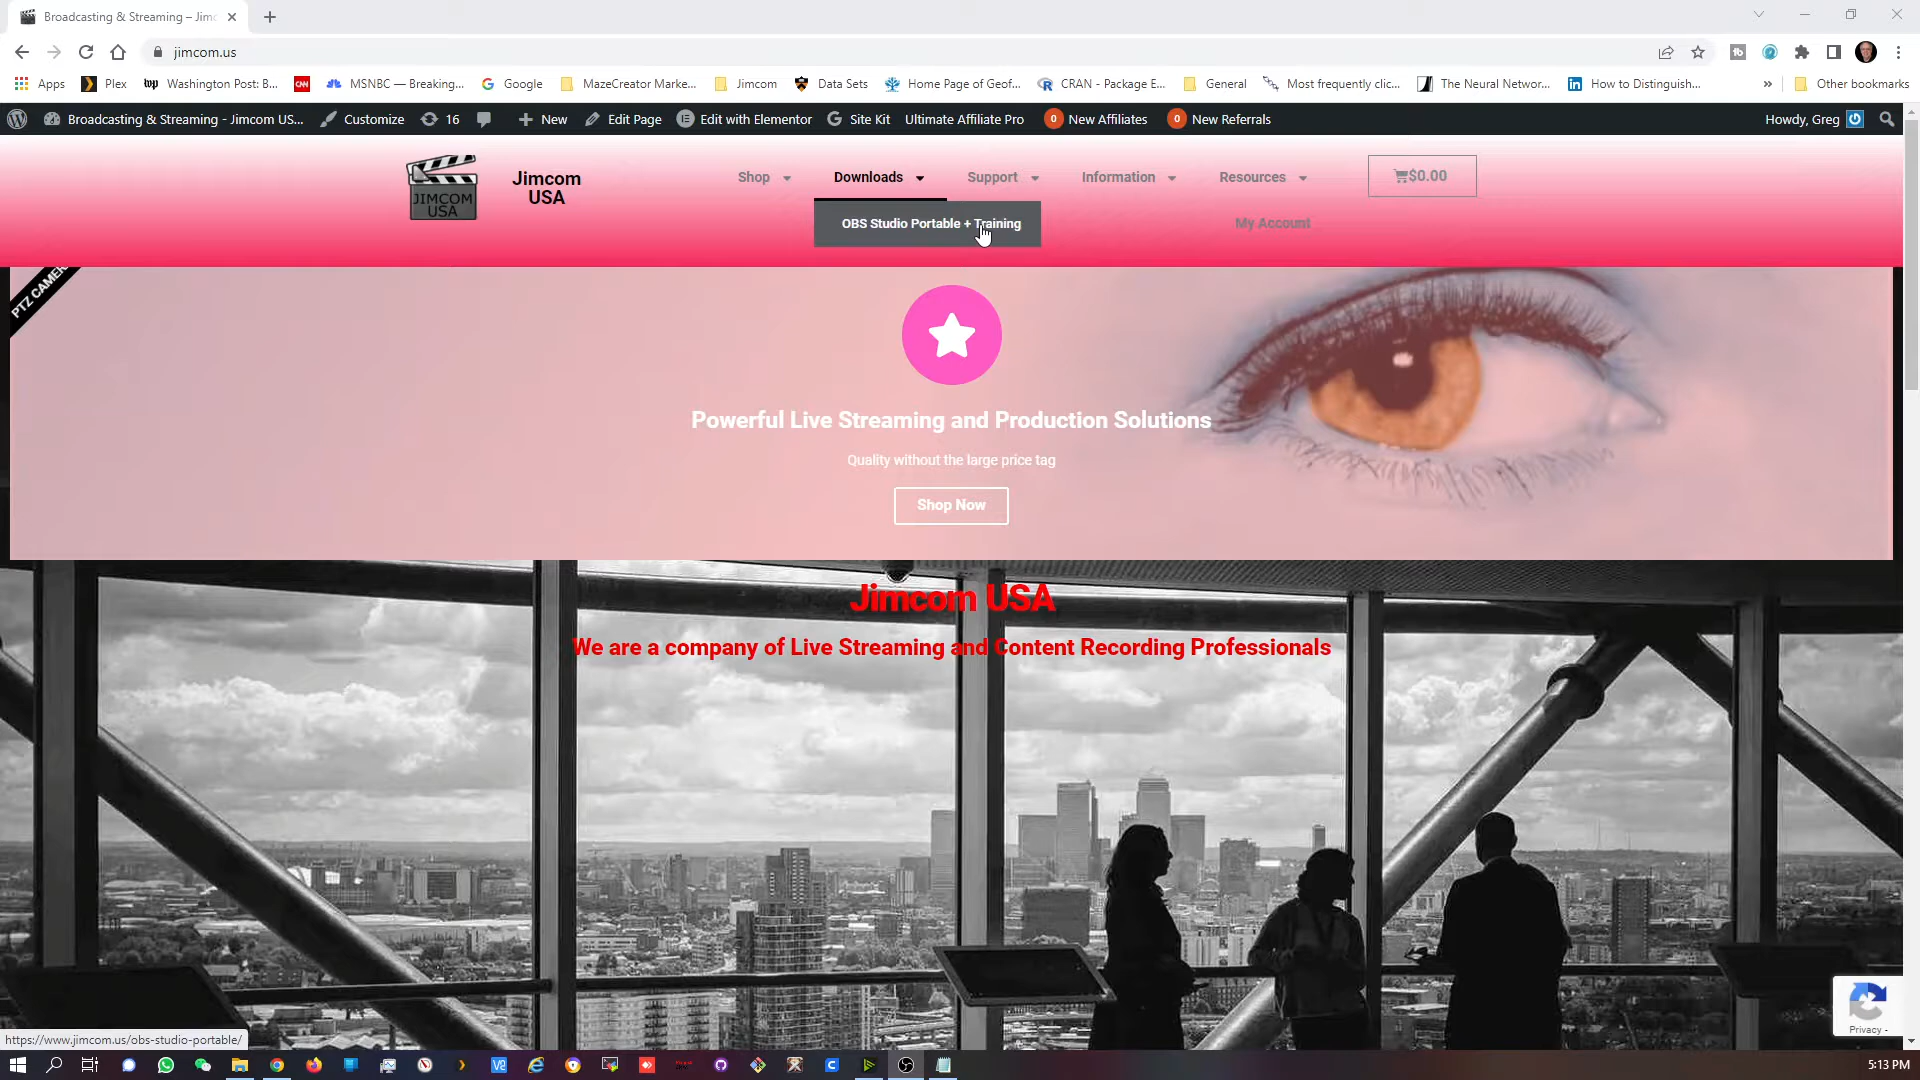 Broadcasting & Streaming – Jimc
jimcom.us
Apps
Plex
wp Washington Post: B...
CNN
MSNBC — Breaking...
Google
MazeCreator Marke...
Jimcom
Data Sets
Home Page of Geof...
CRAN - Package E...
General
Most frequently clic...
The Neural Networ...
How to Distinguish...
»
Other bookmarks
Broadcasting & Streaming - Jimcom US...
Customize
16
New
Edit Page
Edit with Elementor
Site Kit
Ultimate Affiliate Pro
0 New Affiliates
0 New Referrals
Howdy, Greg
JIMCOM
USA
Jimcom
USA
Shop
Downloads
Support
Information
Resources
$0.00
OBS Studio Portable + Training
My Account
PTZ CAMER
Powerful Live Streaming and Production Solutions
Quality without the large price tag
Shop Now
Jimcom USA
We are a company of Live Streaming and Content Recording Professionals
Privacy -
https://www.jimcom.us/obs-studio-portable/
5:13 PM